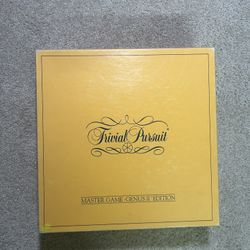 Trivial Pursuit
MASTER GAME - GENUS II EDITION